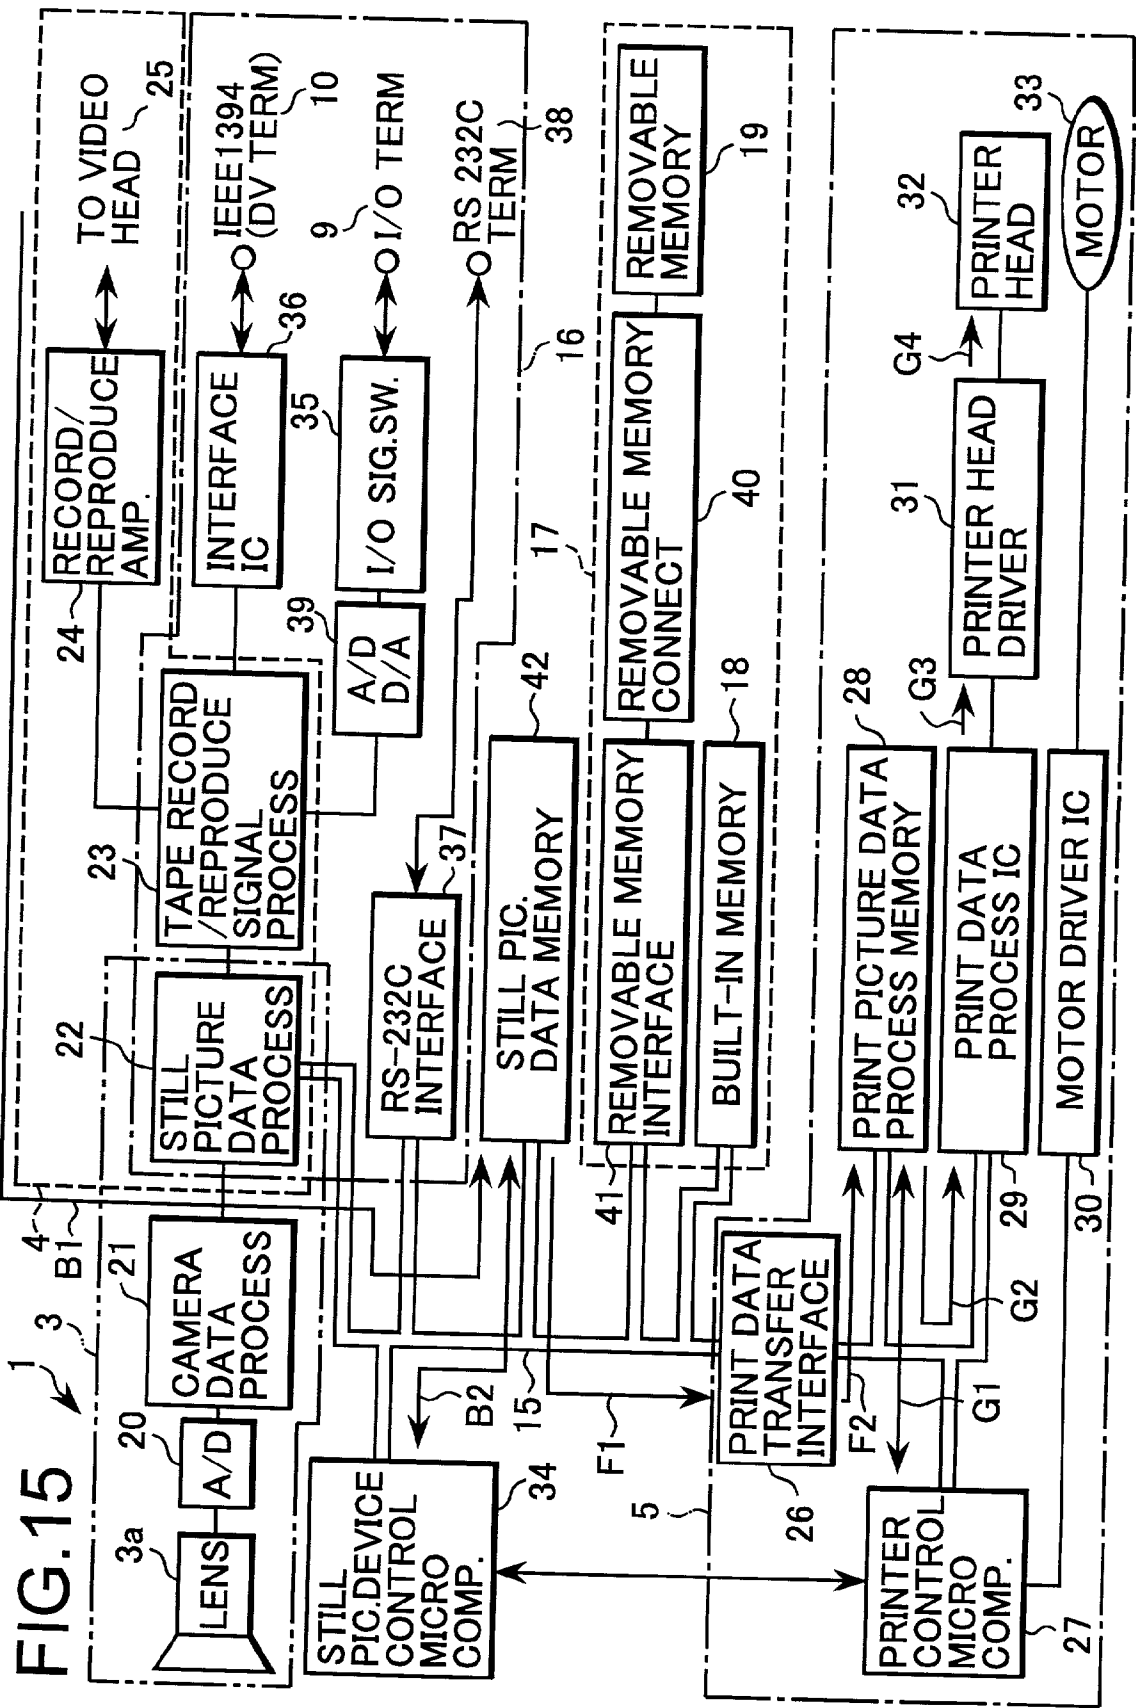 FIG.15
1
3
3a
LENS
20
A/D
21
CAMERA
DATA
PROCESS
4
B1
22
STILL
PICTURE
DATA
PROCESS
23
TAPE RECORD
/REPRODUCE
SIGNAL
PROCESS
24
RECORD/
REPRODUCE
AMP.
TO VIDEO
HEAD
25
INTERFACE
IC
36
IEEE1394
(DV TERM)
10
39
A/D
D/A
35
I/O SIG.SW.
9
I/O TERM
RS 232C
TERM
38
16
RS-232C
INTERFACE
37
STILL
PIC.DEVICE
CONTROL
MICRO
COMP.
34
B2
15
F1
STILL PIC.
DATA MEMORY
42
17
41
REMOVABLE MEMORY
INTERFACE
REMOVABLE MEMORY
CONNECT
40
REMOVABLE
MEMORY
19
BUILT-IN MEMORY
18
5
26
PRINT DATA
TRANSFER
INTERFACE
F2
G1
G2
PRINTER
CONTROL
MICRO
COMP.
27
PRINT PICTURE DATA
PROCESS MEMORY
28
PRINT DATA
PROCESS IC
29
G3
PRINTER HEAD
DRIVER
31
G4
PRINTER
HEAD
32
MOTOR DRIVER IC
30
MOTOR
33